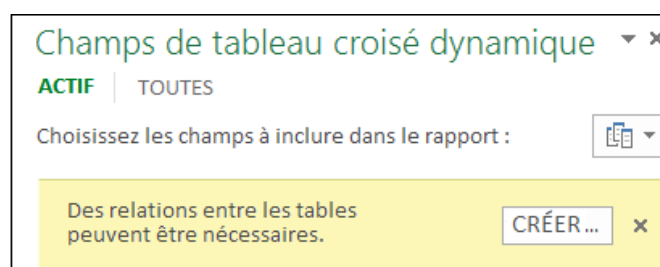 Champs de tableau croisé dynamique
ACTIF TOUTES
Choisissez les champs à inclure dans le rapport :
Des relations entre les tables
peuvent être nécessaires.
CRÉER...